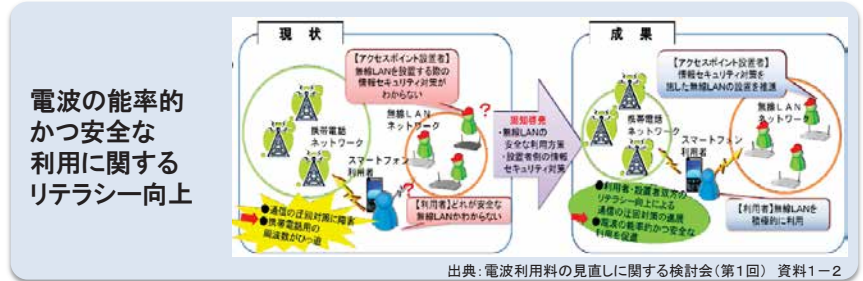 電波の能率的
かつ安全な
利用に関する
リテラシー向上
現 状
【アクセスポイント設置者】
無線LANを設置する際の
情報セキュリティ対策が
わからない
?
無線LAN
ネットワーク
携帯電話
ネットワーク
スマートフォン
利用者
?
●通信の迂回対策に障害
●携帯電話用の
周波数がひっ迫
【利用者】どれが安全な
無線LANかわからない
周知啓発
・無線LANの
安全な利用方策
・設置者側の情報
セキュリティ対策
成 果
【アクセスポイント設置者】
情報セキュリティ対策を
施した無線LANの設置を推進
無線LAN
ネットワーク
携帯電話
ネットワーク
スマートフォン
利用者
●利用者・設置者双方の
リテラシー向上による
通信の迂回対策の進展
●電波の能率的かつ安全な
利用を促進
【利用者】無線LANを
積極的に利用
出典:電波利用料の見直しに関する検討会(第1回) 資料1-2